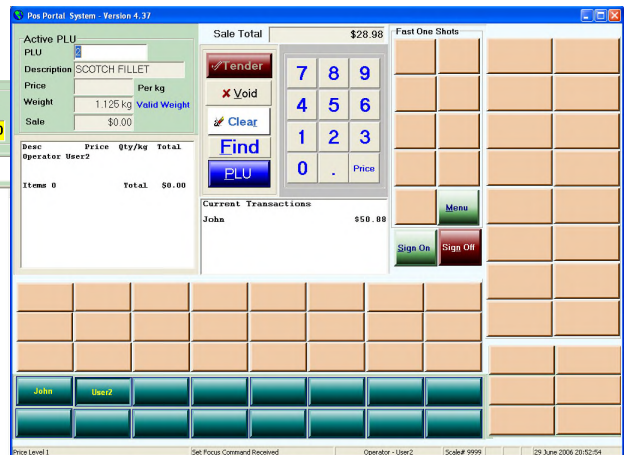 Pos Portal System - Version 4.37
Active PLU
PLU 2
Description SCOTCH FILLET
Price Per kg
Weight 1.125 kg Valid Weight
Sale $0.00
Sale Total $28.98
Tender
Void
Clear
Find
PLU
7 8 9
4 5 6
1 2 3
0 . Price
Fast One Shots
Menu
Sign On Sign Off
Desc Price Qty/kg Total
Operator User2
Items 0 Total $0.00
Current Transactions
John $50.88
John User2
Price Level 1 Set Focus Command Received Operator - User2 Scale# 9999 29 June 2006 20:52:54